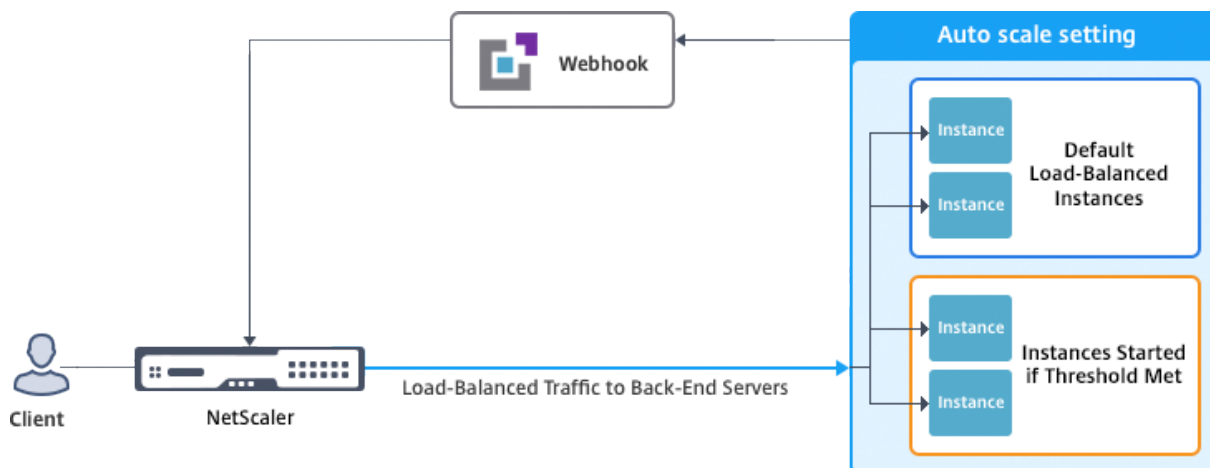 Auto scale setting
Webhook
Instance
Instance
Default
Load-Balanced
Instances
Instance
Instance
Instances Started
if Threshold Met
Load-Balanced Traffic to Back-End Servers
Client
NetScaler